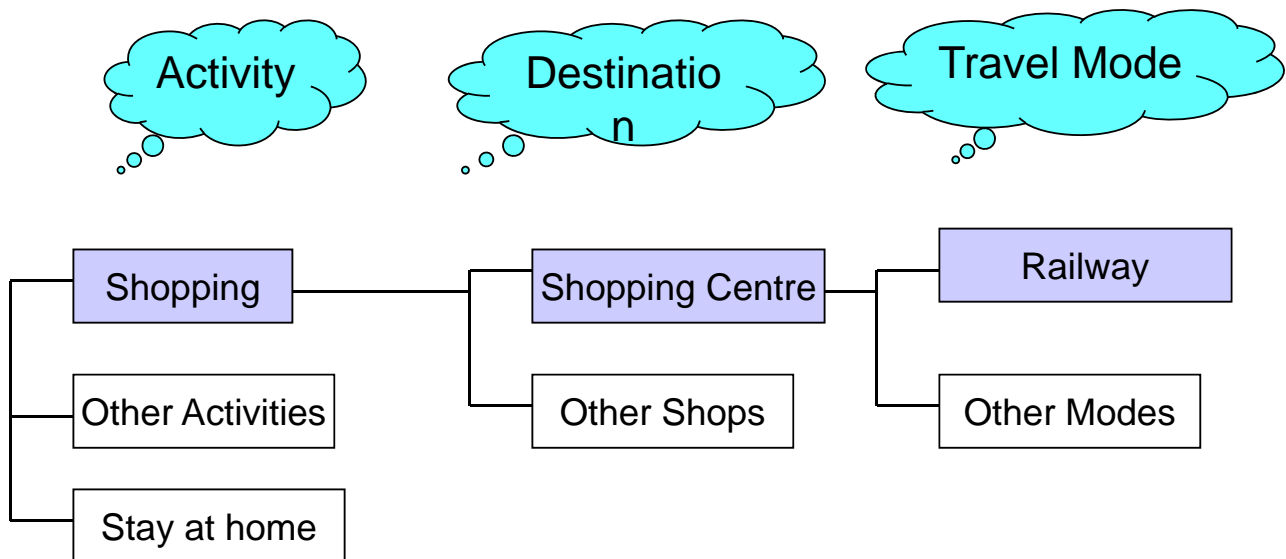 Activity
Destinatio
n
Travel Mode
Shopping
Shopping Centre
Railway
Other Activities
Other Shops
Other Modes
Stay at home